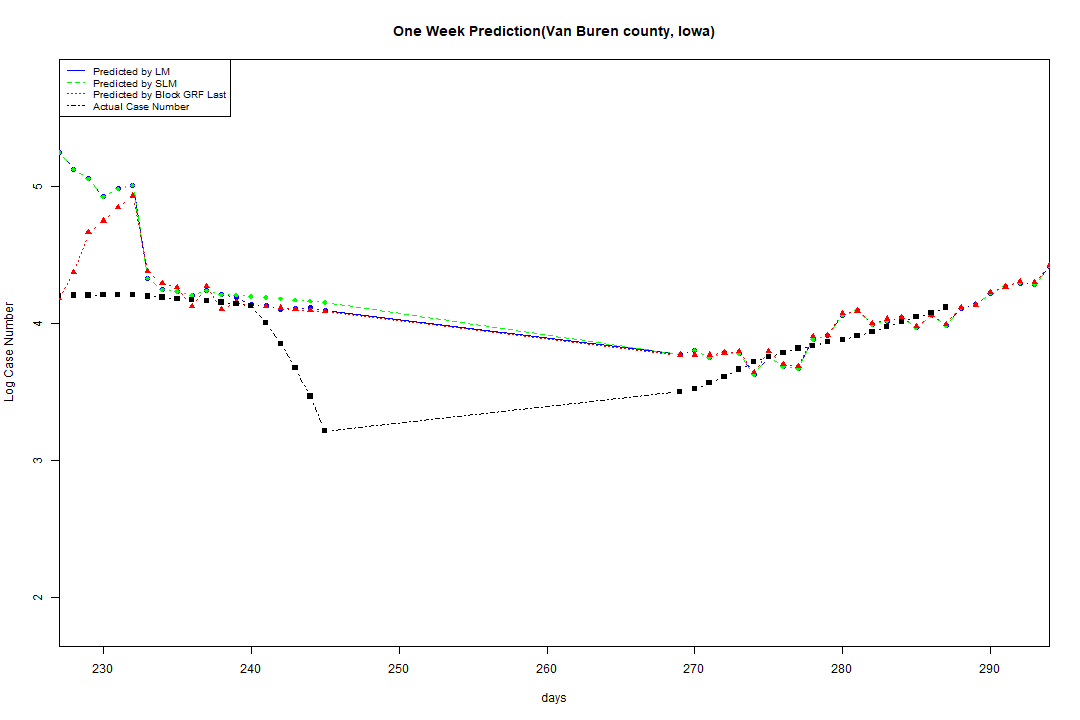 One Week Prediction(Van Buren county, Iowa)
Predicted by LM
Predicted by SLM
Predicted by Block GRF Last
Actual Case Number
5
4
3
2
Log Case Number
230 240 250 260 270 280 290
days